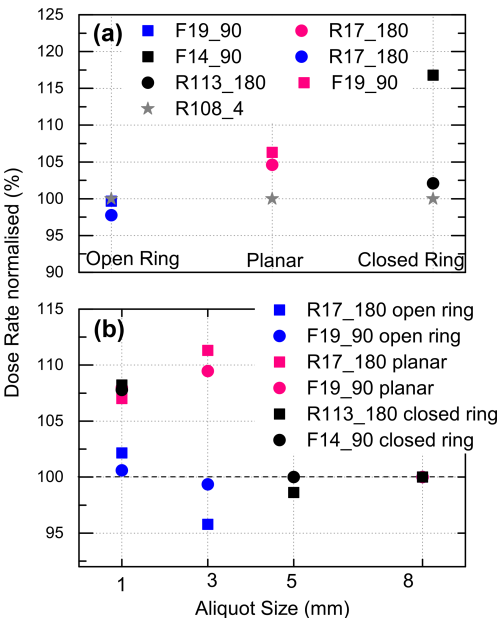 125
120
115
110
105
100
95
90
(a)
F19_90
R17_180
F14_90
R17_180
R113_180
F19_90
R108_4
Open Ring
Planar
Closed Ring
Dose Rate normalised (%)
115
110
105
100
95
(b)
R17_180 open ring
F19_90 open ring
R17_180 planar
F19_90 planar
R113_180 closed ring
F14_90 closed ring
1
3
5
8
Aliquot Size (mm)